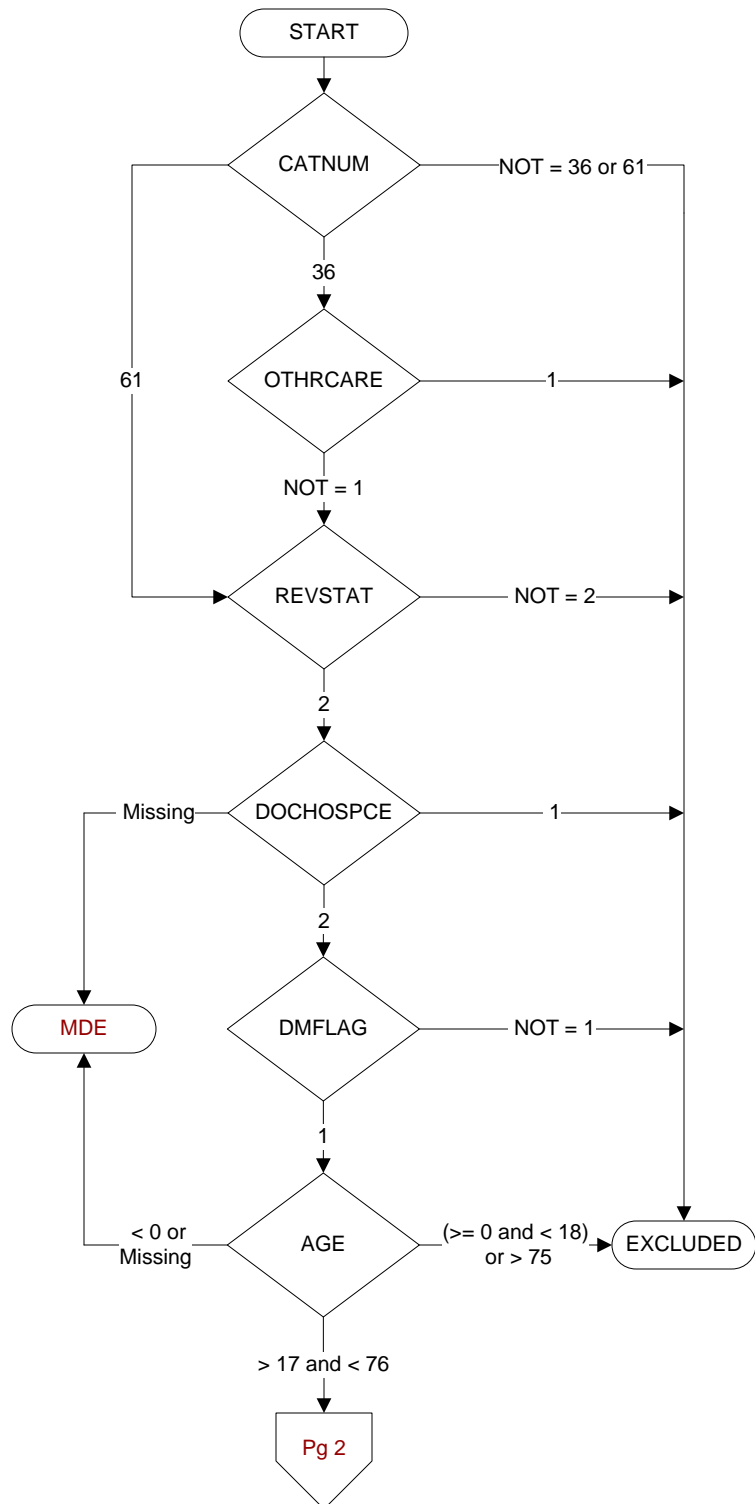 START
CATNUM
NOT = 36 or 61
36
61
OTHRCARE
1
NOT = 1
REVSTAT
NOT = 2
2
Missing
DOCHOSPCE
1
2
MDE
DMFLAG
NOT = 1
1
< 0 or
Missing
AGE
(>= 0 and < 18)
or > 75
EXCLUDED
> 17 and < 76
Pg 2